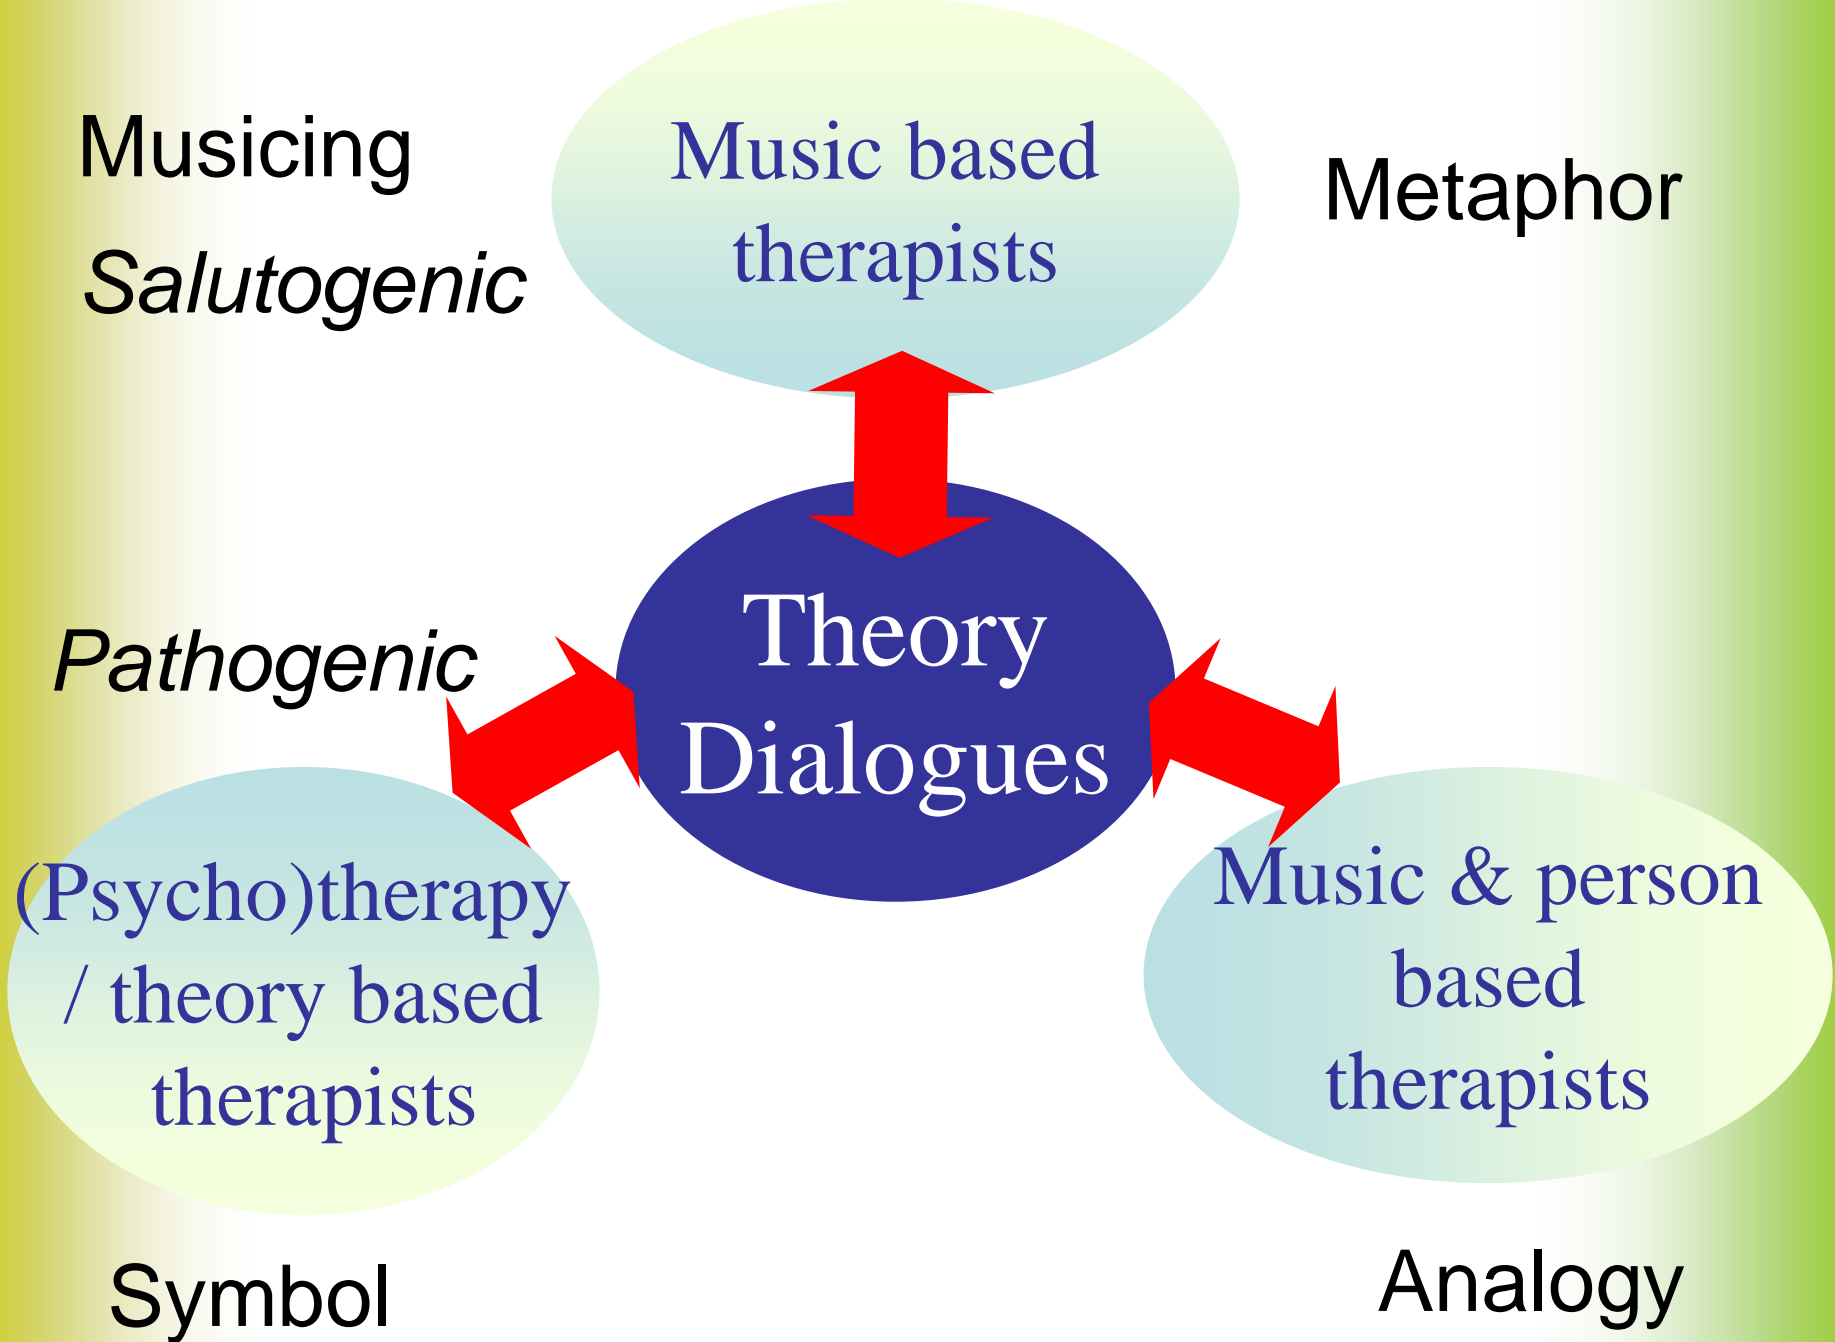 Musicing
Salutogenic
Music based
therapists
Metaphor
Pathogenic
Theory
Dialogues
(Psycho)therapy
/ theory based
therapists
Music & person
based
therapists
Symbol
Analogy